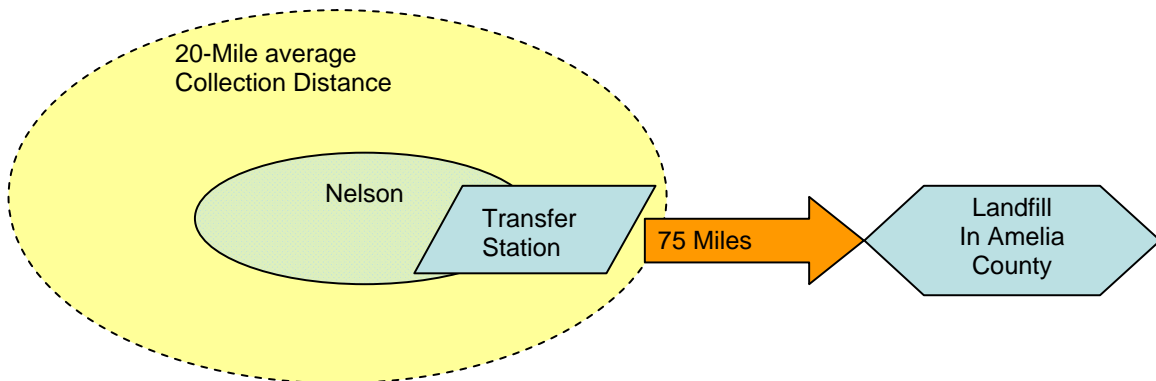 20-Mile average
Collection Distance
Nelson
Transfer
Station
75 Miles
Landfill
In Amelia
County